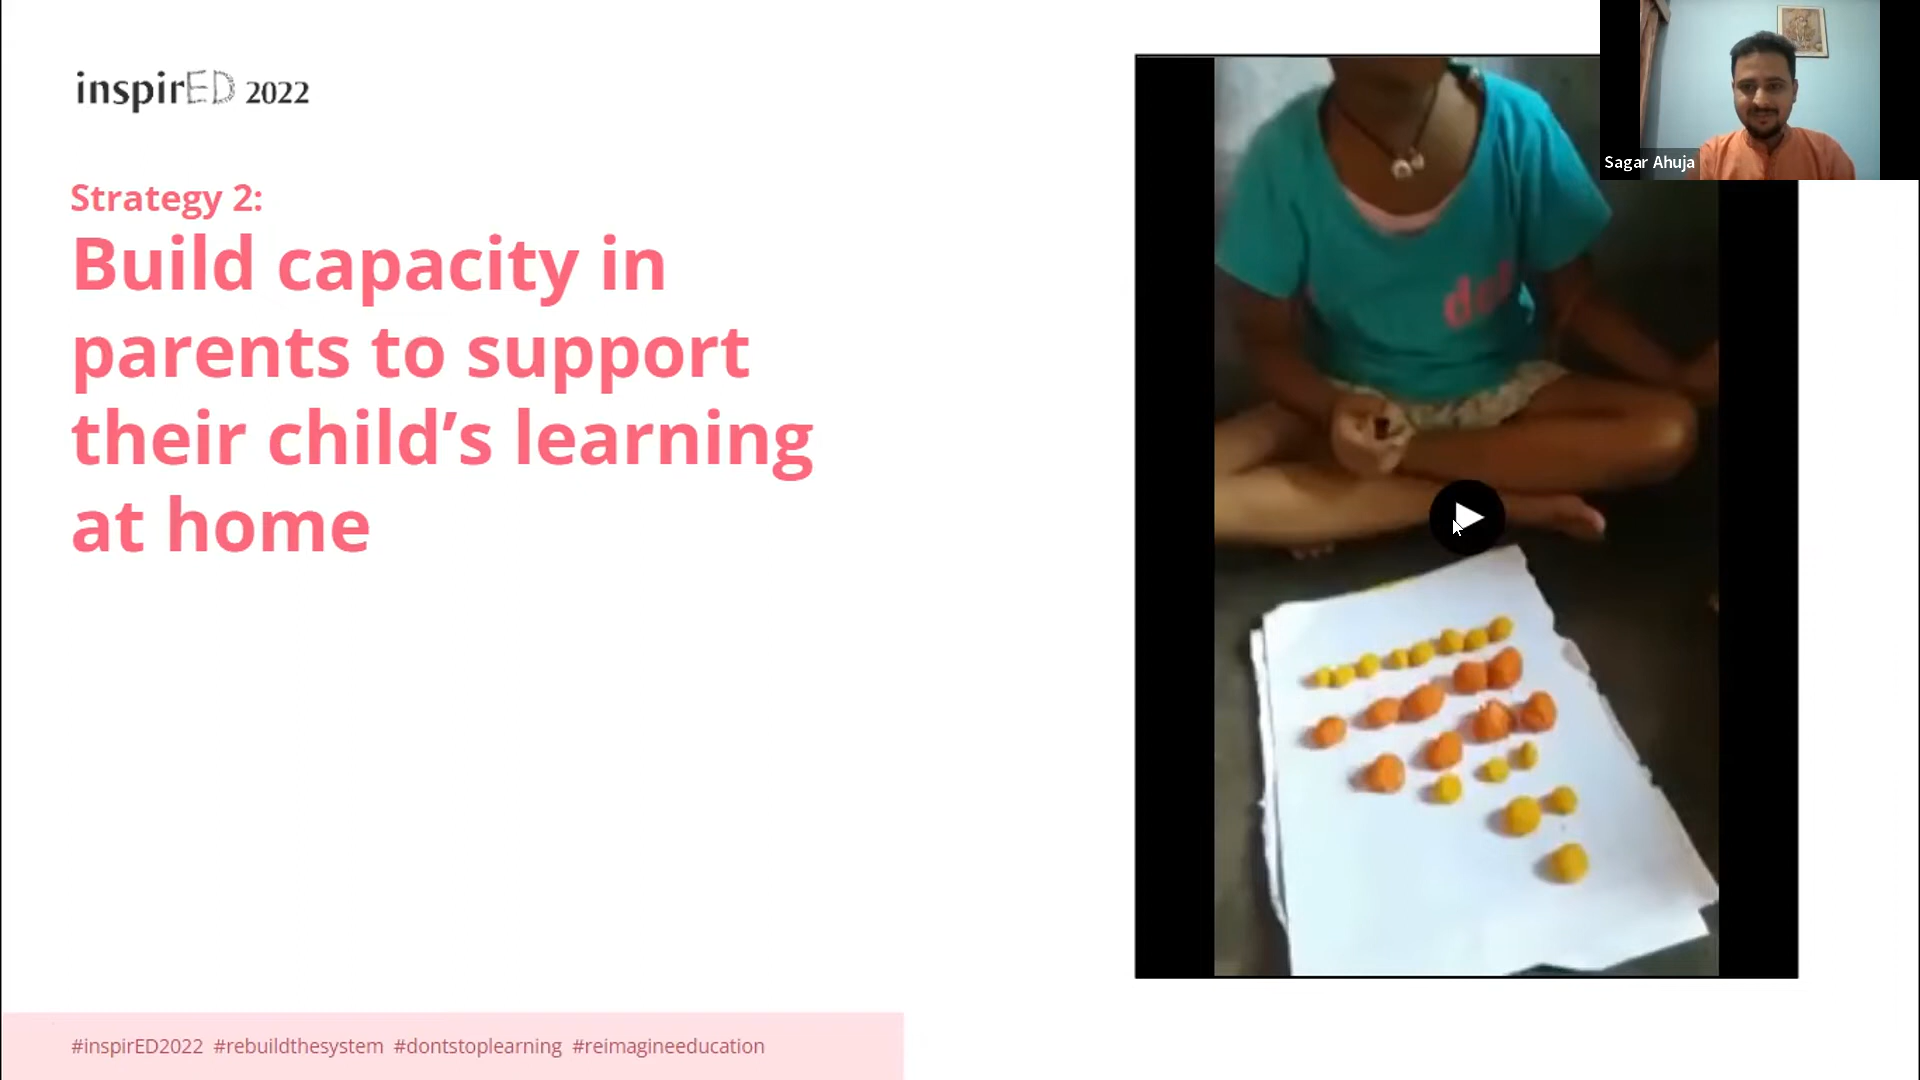 inspirED 2022
Sagar Ahuja
Strategy 2:
Build capacity in
parents to support
their child’s learning
at home
#inspirED2022 #rebuildthesystem #dontstoplearning #reimagineeducation